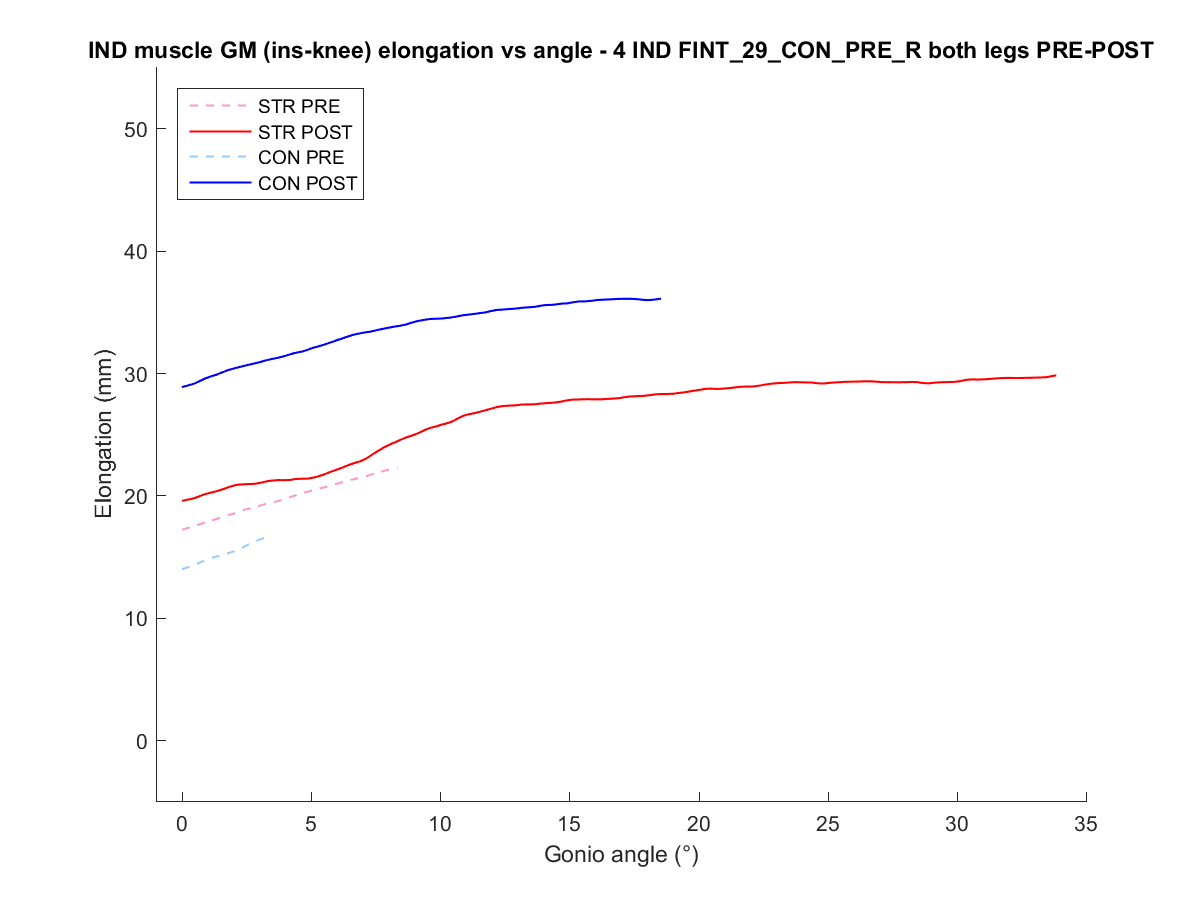 IND muscle GM (ins-knee) elongation vs angle - 4 IND FINT_29_CON_PRE_R both legs PRE-POST
STR PRE
STR POST
CON PRE
CON POST
50
40
30
20
10
0
Elongation (mm)
0 5 10 15 20 25 30 35
Gonio angle (°)